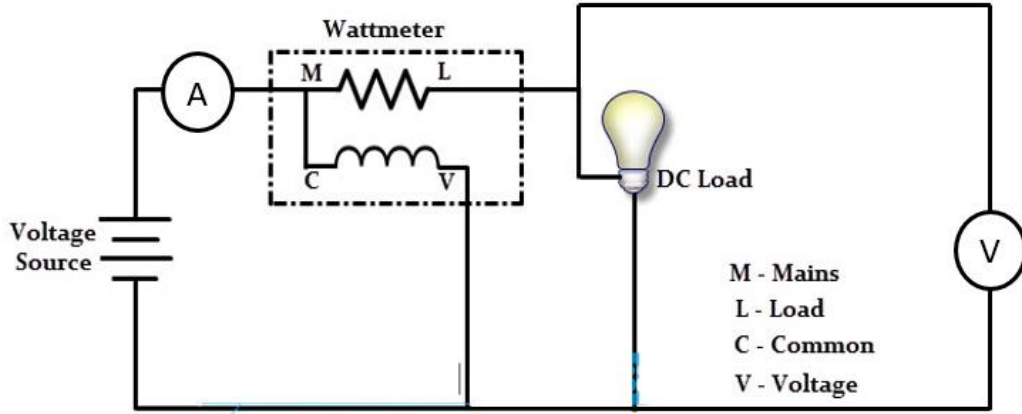 Wattmeter
M
L
A
C
V
DC Load
Voltage
Source
V
M - Mains
L - Load
C - Common
V - Voltage